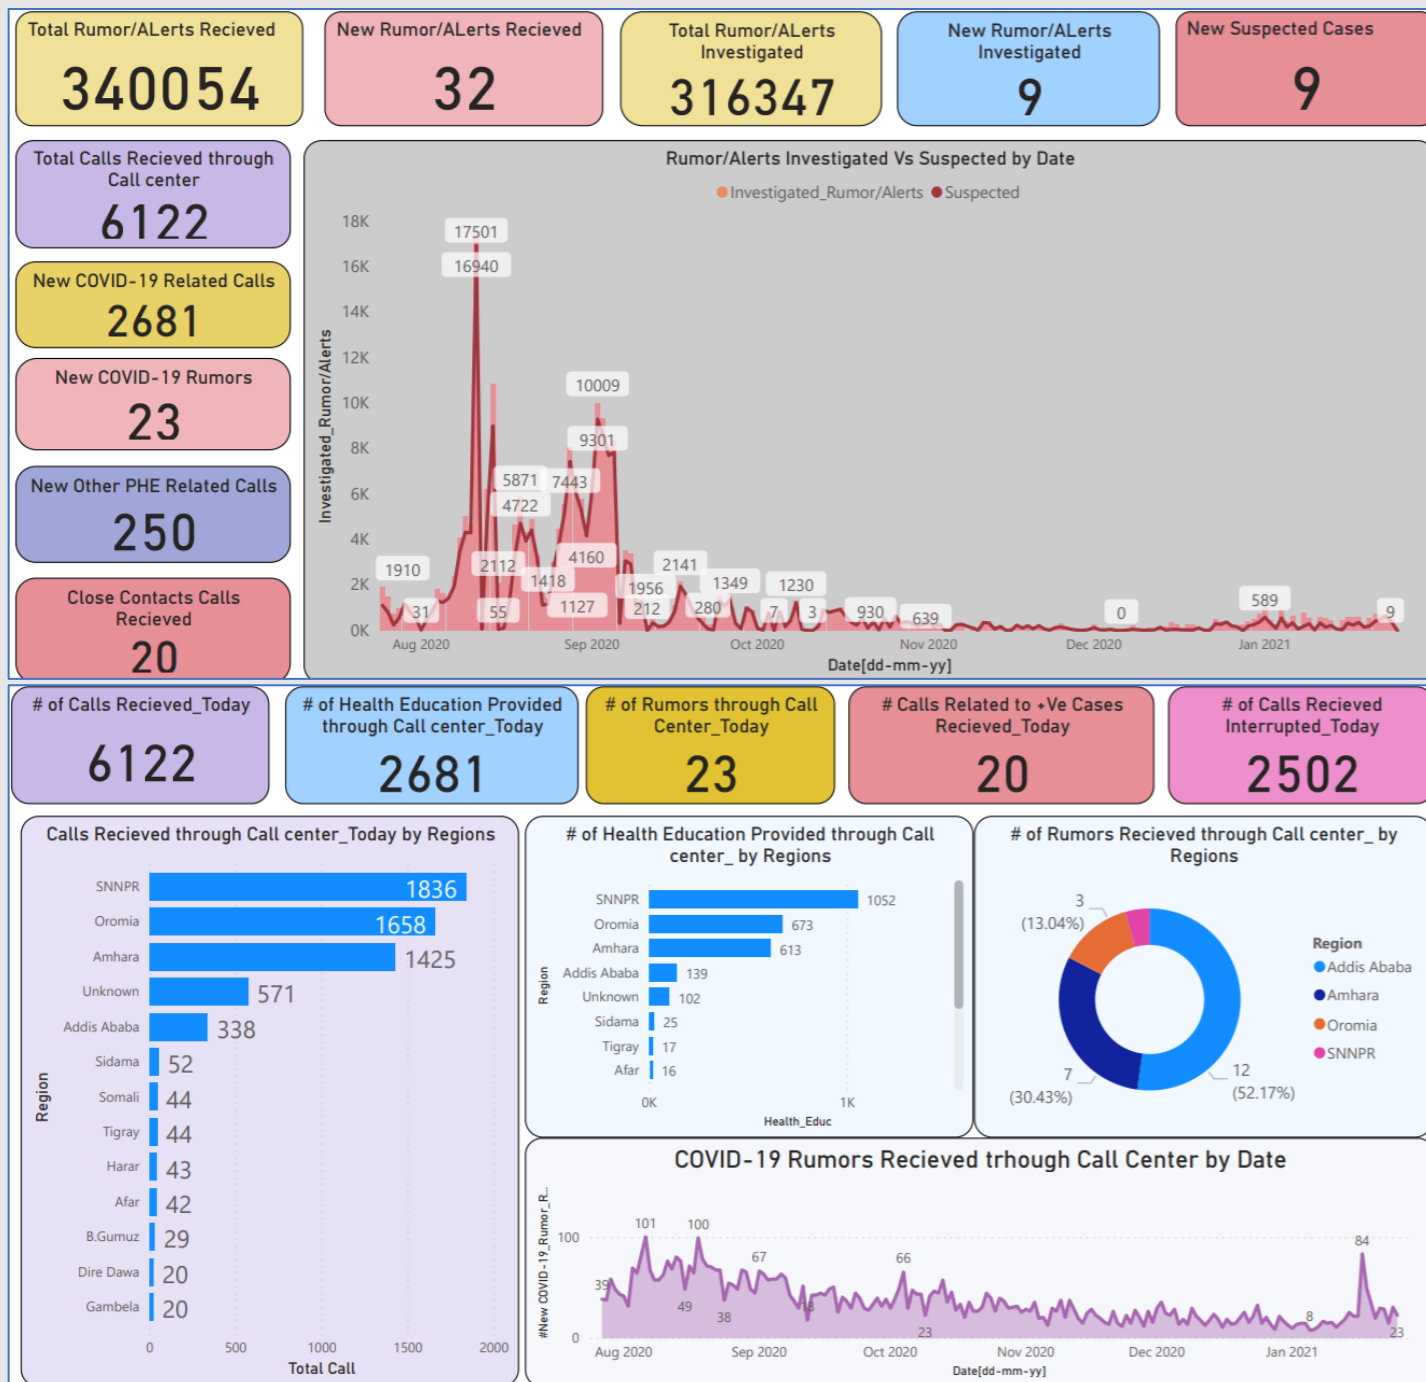 Total Rumor/ALerts Recieved
340054
New Rumor/ALerts Recieved
32
Total Rumor/ALerts
Investigated
316347
New Rumor/ALerts
Investigated
9
New Suspected Cases
9
Total Calls Recieved through
Call center
6122
New COVID-19 Related Calls
2681
New COVID-19 Rumors
23
New Other PHE Related Calls
250
Close Contacts Calls
Recieved
20
Rumor/Alerts Investigated Vs Suspected by Date
Investigated_Rumor/Alerts Suspected
Investigated_Rumor/Alerts
18K
16K
14K
12K
10K
8K
6K
4K
2K
0K
17501
16940
10009
9301
5871
7443
4722
2112
4160
2141
1910
1418
1956
1349
1230
31
55
1127
212
280
7
3
930
639
0
589
9
Aug 2020
Sep 2020
Oct 2020
Nov 2020
Dec 2020
Jan 2021
Date[dd-mm-yy]
# of Calls Recieved_Today
6122
# of Health Education Provided
through Call center_Today
2681
# of Rumors through Call
Center_Today
23
# Calls Related to +Ve Cases
Recieved_Today
20
# of Calls Recieved
Interrupted_Today
2502
Calls Recieved through Call center_Today by Regions
Region
SNNPR 1836
Oromia 1658
Amhara 1425
Unknown 571
Addis Ababa 338
Sidama 52
Somali 44
Tigray 44
Harar 43
Afar 42
B.Gumuz 29
Dire Dawa 20
Gambela 20
0 500 1000 1500 2000
Total Call
# of Health Education Provided through Call
center_ by Regions
Region
SNNPR 1052
Oromia 673
Amhara 613
Addis Ababa 139
Unknown 102
Sidama 25
Tigray 17
Afar 16
0K 1K
Health_Educ
# of Rumors Recieved through Call center_ by
Regions
3
(13.04%)
7
(30.43%)
12
(52.17%)
Region
Addis Ababa
Amhara
Oromia
SNNPR
COVID-19 Rumors Recieved trhough Call Center by Date
#New COVID-19_Rumor_R...
100
0
39
101
49
100
38
67
18
66
23
8
84
23
Aug 2020
Sep 2020
Oct 2020
Nov 2020
Dec 2020
Jan 2021
Date[dd-mm-yy]